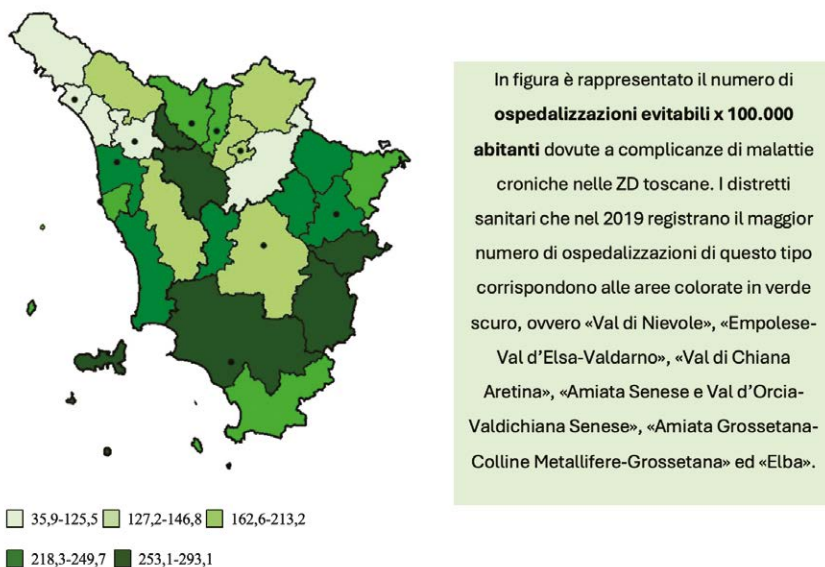 In figura è rappresentato il numero di
ospedalizzazioni evitabili x 100.000
abitanti dovute a complicanze di malattie
croniche nelle ZD toscane. I distretti
sanitari che nel 2019 registrano il maggior
numero di ospedalizzazioni di questo tipo
corrispondono alle aree colorate in verde
scuro, ovvero «Val di Nievole», «Empolese-
Val d'Elsa-Valdarno», «Val di Chiana
Aretina», «Amiata Senese e Val d'Orcia-
Valdichiana Senese», «Amiata Grossetana-
Colline Metallifere-Grossetana» ed «Elba».
35,9-125,5 127,2-146,8 162,6-213,2
218,3-249,7 253,1-293,1